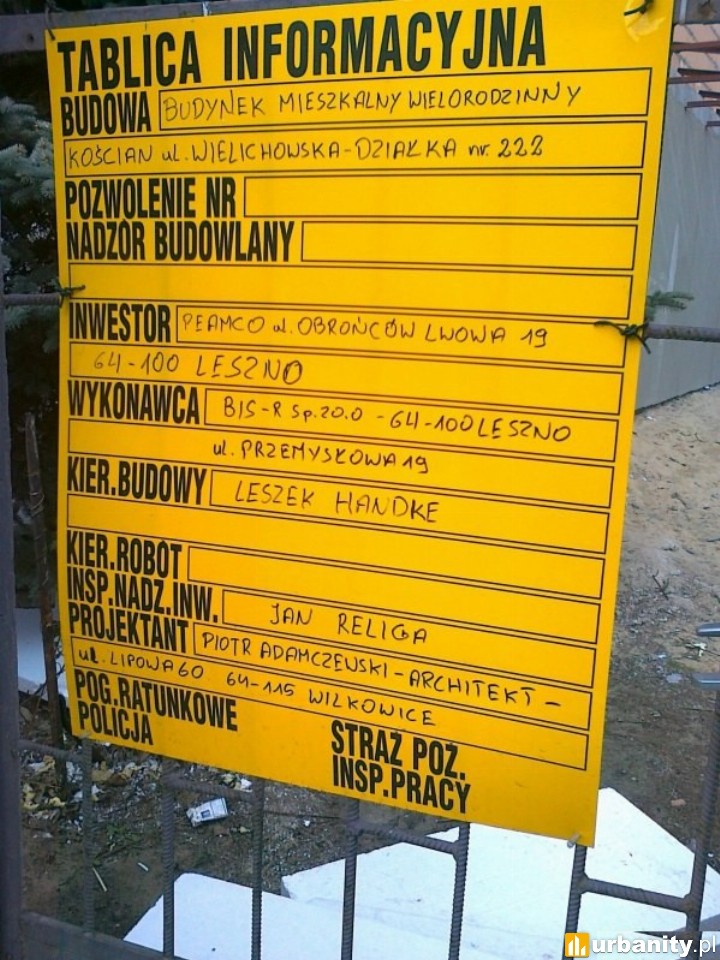 TABLICA INFORMACYJNA
BUDOWA BUDYNEK MIESZKALNY WIELORODZINNY
KOŚCIAN ul. WIELICHOWSKA-DZIAŁKA nr. 222
POZWOLENIE NR
NADZÓR BUDOWLANY
INWESTOR PEAMCO ul. OBROŃCÓW LWOWA 19
64-100 LESZNO
WYKONAWCA BIS-R Sp.zo.o - 64-100 LESZNO
ul. PRZEMYSŁOWA 19
KIER.BUDOWY LESZEK HANDKE
KIER.ROBÓT
INSP.NADZ.INW. JAN RELIGA
PROJEKTANT PIOTR ADAMCZEWSKI-ARCHITEKT-
ul. LIPOWA 60 64-115 WILKOWICE
POG.RATUNKOWE STRAŻ POŻ.
POLICJA INSP.PRACY
urbanity.pl